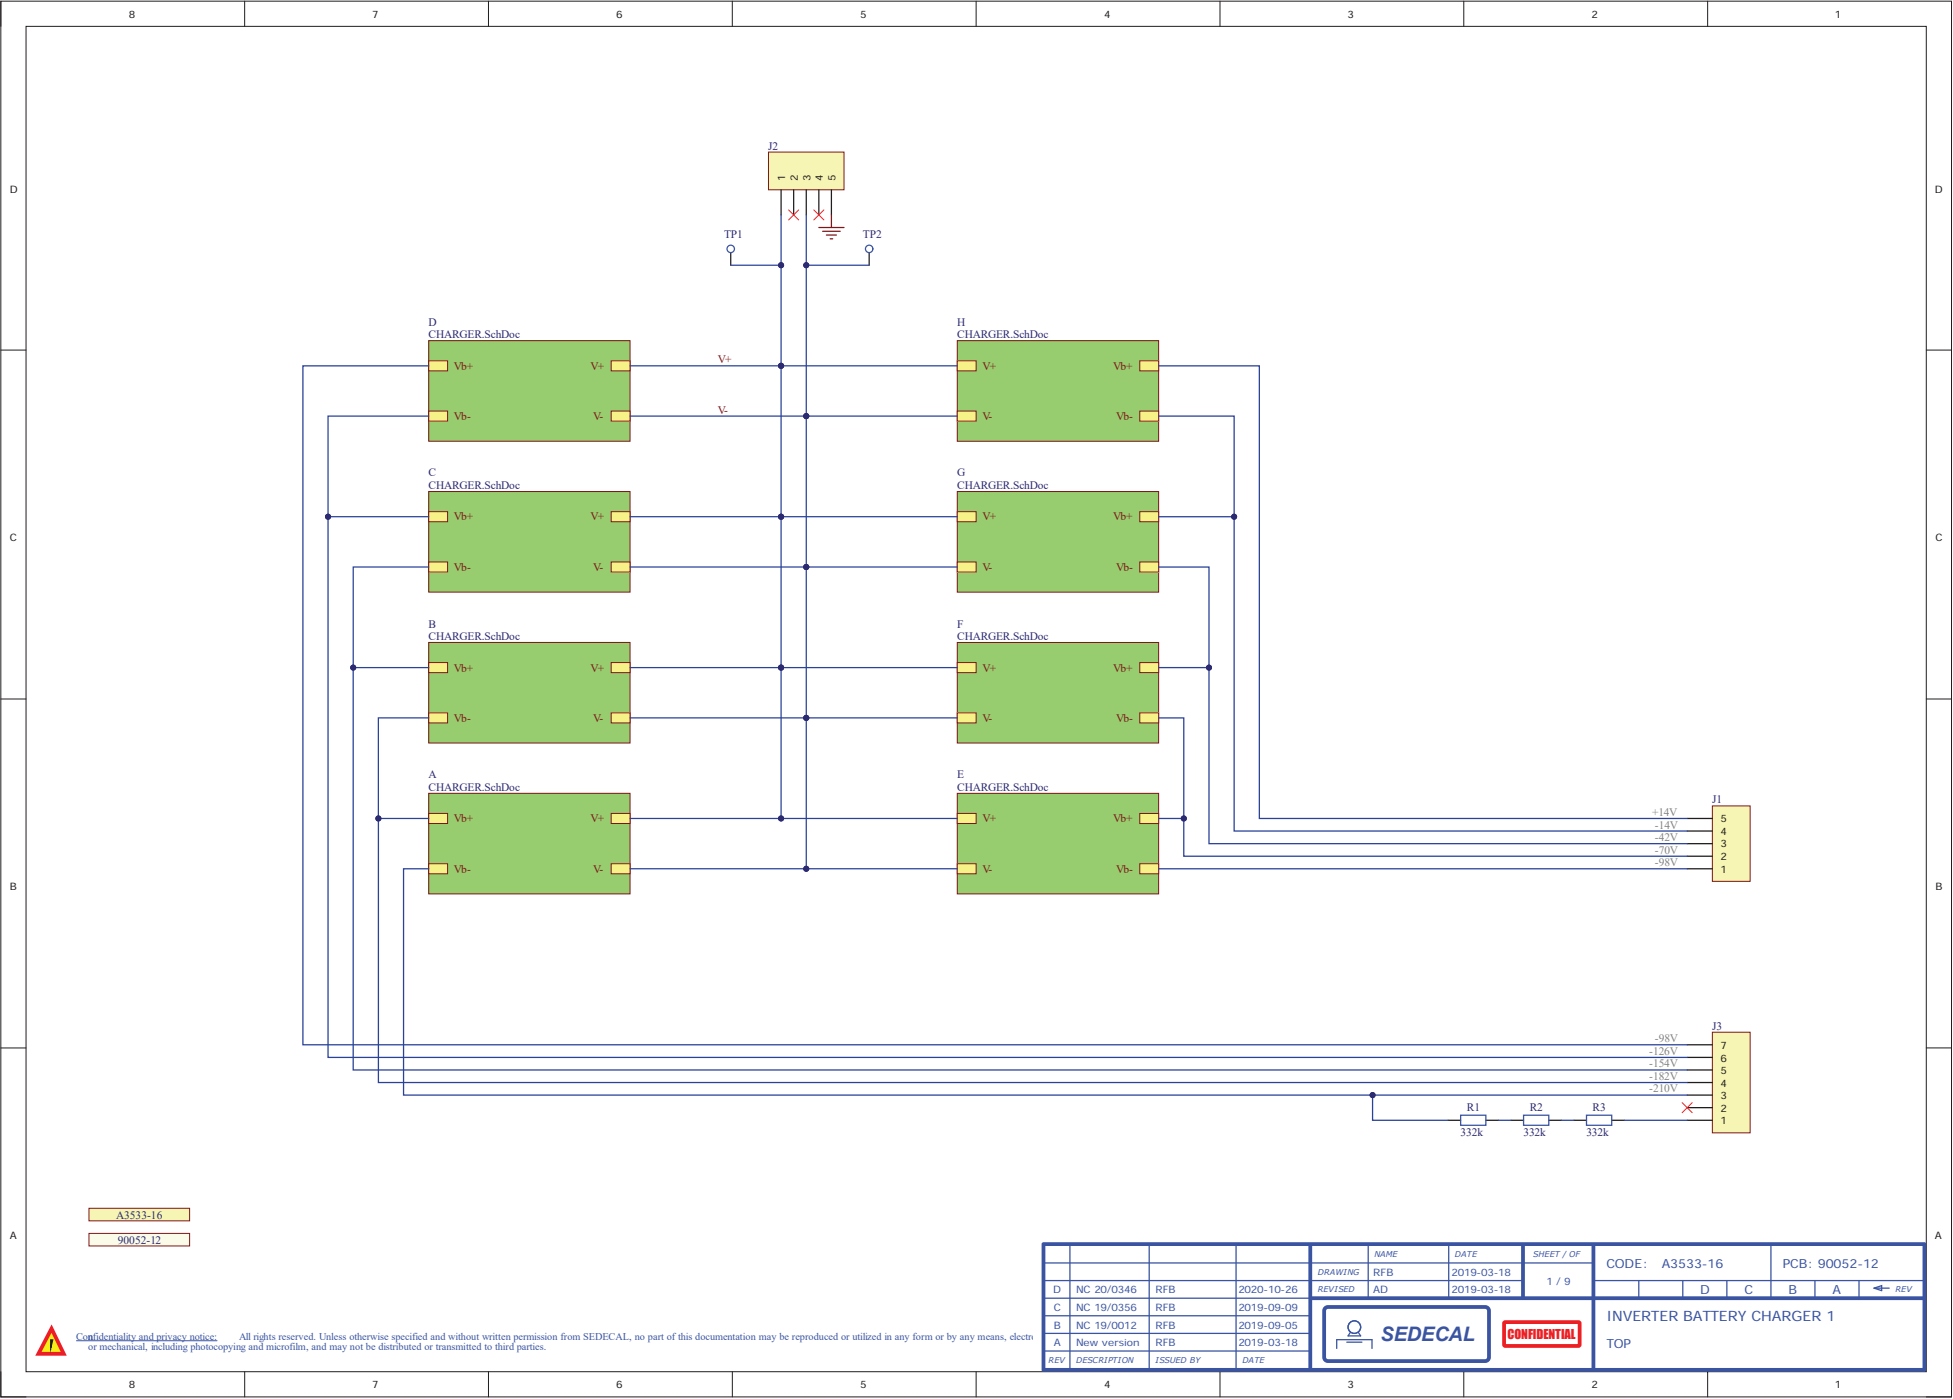 8 7 6 5 4 3 2 1
J2
1 2 3 4 5
D D
TP1 TP2
D H
CHARGER.SchDoc CHARGER.SchDoc
Vb+ V+ V+ V+ Vb+
Vb- V- V- V- Vb-
C G
CHARGER.SchDoc CHARGER.SchDoc
Vb+ V+ V+ Vb+
C C
Vb- V- V- Vb-
B F
CHARGER.SchDoc CHARGER.SchDoc
Vb+ V+ V+ Vb+
Vb- V- V- Vb-
A E
CHARGER.SchDoc CHARGER.SchDoc
Vb+ V+ V+ Vb+
Vb- V- V- Vb-
J1
+14V 5
-14V 4
-42V 3
-70V 2
-98V 1
B B
J3
-98V 7
-126V 6
-154V 5
-182V 4
-210V 3
2
1
R1 R2 R3
332k 332k 332k
A3533-16
90052-12
A A
NAME DATE SHEET / OF
DRAWING RFB 2019-03-18
REVISED AD 2019-03-18
1 / 9
CODE: A3533-16 PCB: 90052-12
D C B A REV
D NC 20/0346 RFB 2020-10-26
C NC 19/0356 RFB 2019-09-09
B NC 19/0012 RFB 2019-09-05
A New version RFB 2019-03-18
REV DESCRIPTION ISSUED BY DATE
SEDECAL
CONFIDENTIAL
INVERTER BATTERY CHARGER 1
TOP
Confidentiality and privacy notice: All rights reserved. Unless otherwise specified and without written permission from SEDECAL, no part of this documentation may be reproduced or utilized in any form or by any means, electro
or mechanical, including photocopying and microfilm, and may not be distributed or transmitted to third parties.
8 7 6 5 4 3 2 1